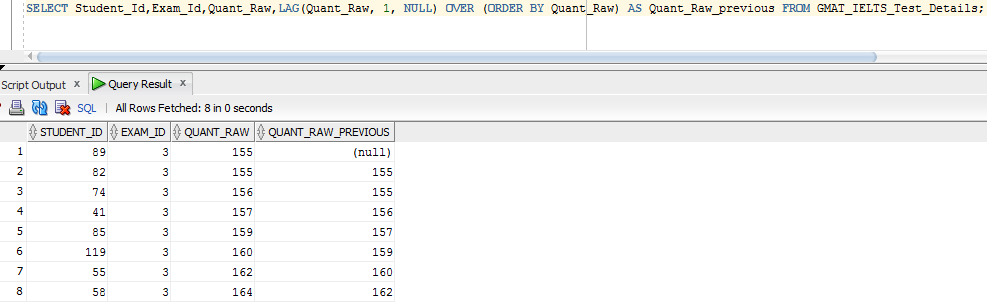 SELECT Student_Id,Exam_Id,Quant_Raw,LAG(Quant_Raw, 1, NULL) OVER (ORDER BY Quant_Raw) AS Quant_Raw_previous FROM GMAT_IELTS_Test_Details;
Script Output x Query Result x
SQL | All Rows Fetched: 8 in 0 seconds
STUDENT_ID EXAM_ID QUANT_RAW QUANT_RAW_PREVIOUS
1 89 3 155 (null)
2 82 3 155 155
3 74 3 156 155
4 41 3 157 156
5 85 3 159 157
6 119 3 160 159
7 55 3 162 160
8 58 3 164 162